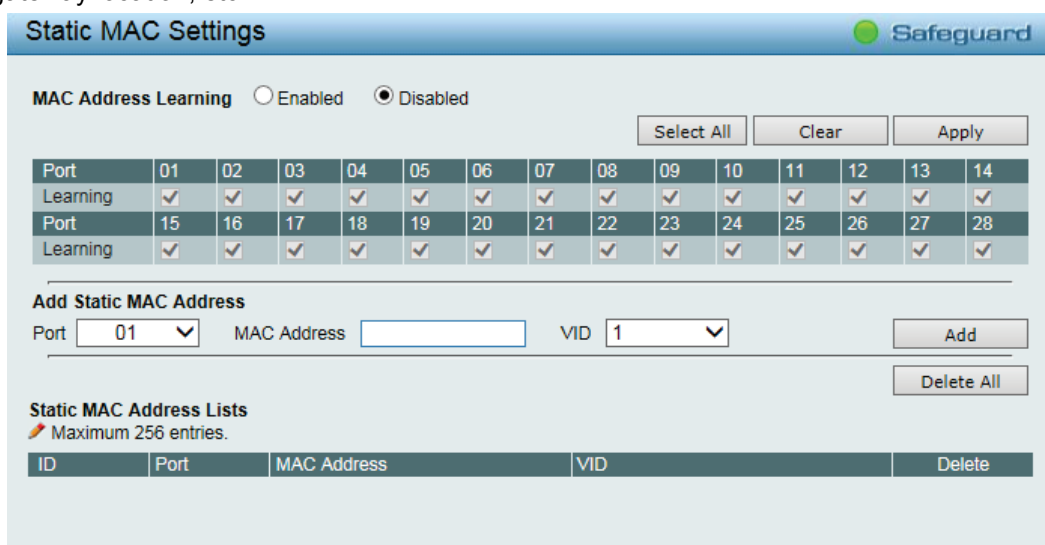 Static MAC Settings Safeguard
MAC Address Learning Enabled Disabled
Select All Clear Apply
Port 01 02 03 04 05 06 07 08 09 10 11 12 13 14
Learning
Port 15 16 17 18 19 20 21 22 23 24 25 26 27 28
Learning
Add Static MAC Address
Port 01 MAC Address VID 1 Add
Delete All
Static MAC Address Lists
Maximum 256 entries.
ID Port MAC Address VID Delete